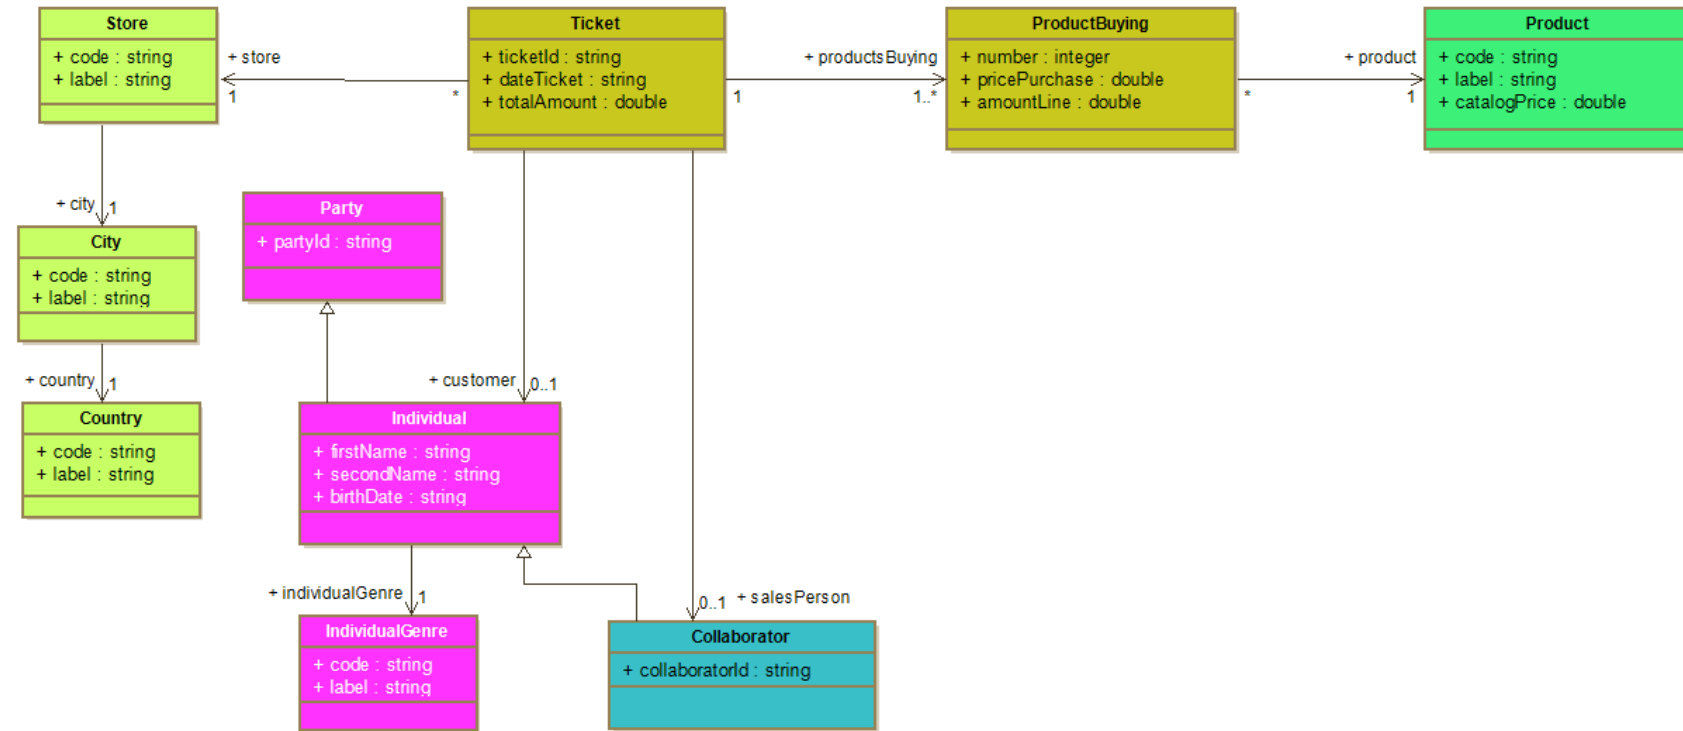 Store
+ code : string
+ label : string
+ store
1
*
Ticket
+ ticketId : string
+ dateTicket : string
+ totalAmount : double
+ productsBuying
1
1..*
ProductBuying
+ number : integer
+ pricePurchase : double
+ amountLine : double
+ product
*
1
Product
+ code : string
+ label : string
+ catalogPrice : double
+ city
1
City
+ code : string
+ label : string
+ country
1
Country
+ code : string
+ label : string
Party
+ partyId : string
+ customer
0..1
Individual
+ firstName : string
+ secondName : string
+ birthDate : string
+ individualGenre
1
IndividualGenre
+ code : string
+ label : string
0..1
+ salesPerson
Collaborator
+ collaboratorId : string